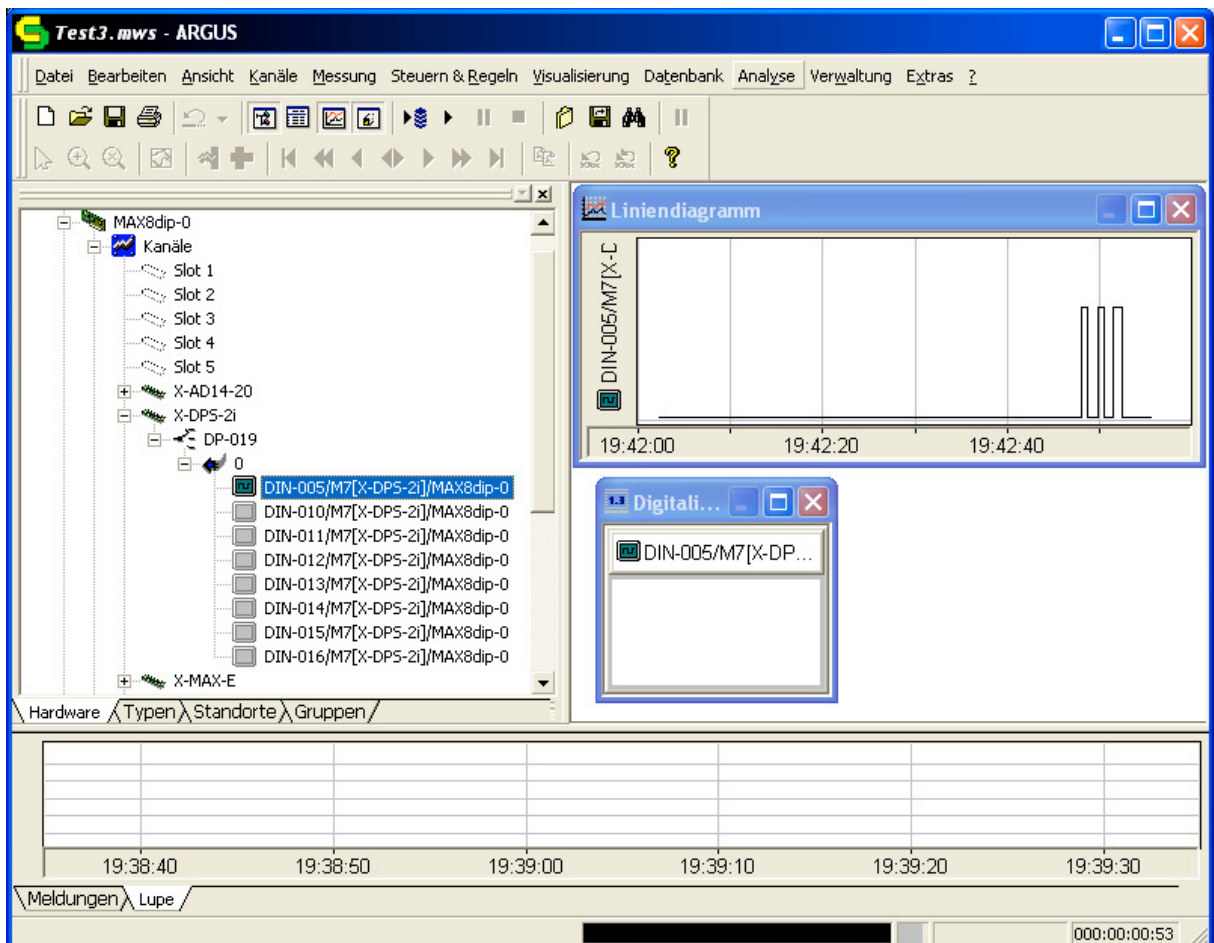 Test3.mws - ARGUS
Datei Bearbeiten Ansicht Kanäle Messung Steuern & Regeln Visualisierung Datenbank Analyse Verwaltung Extras ?
MAX8dip-0
Kanäle
Slot 1
Slot 2
Slot 3
Slot 4
Slot 5
X-AD14-20
X-DPS-2i
DP-019
0
DIN-005/M7[X-DPS-2i]/MAX8dip-0
DIN-010/M7[X-DPS-2i]/MAX8dip-0
DIN-011/M7[X-DPS-2i]/MAX8dip-0
DIN-012/M7[X-DPS-2i]/MAX8dip-0
DIN-013/M7[X-DPS-2i]/MAX8dip-0
DIN-014/M7[X-DPS-2i]/MAX8dip-0
DIN-015/M7[X-DPS-2i]/MAX8dip-0
DIN-016/M7[X-DPS-2i]/MAX8dip-0
X-MAX-E
Hardware Typen Standorte Gruppen
Liniendiagramm
DIN-005/M7[X-D
19:42:00 19:42:20 19:42:40
1.3 Digitali...
DIN-005/M7[X-DP...
19:38:40 19:38:50 19:39:00 19:39:10 19:39:20 19:39:30
Meldungen Lupe
000:00:00:53